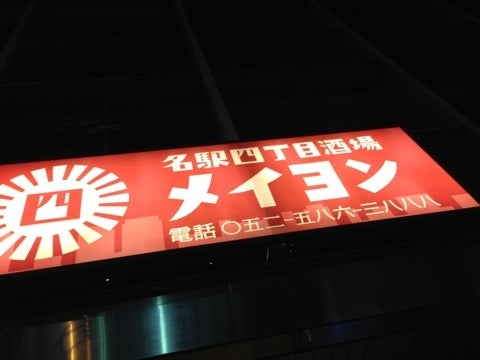 四
名駅四丁目酒場
メイヨン
電話〇五二-五八六-三八八八